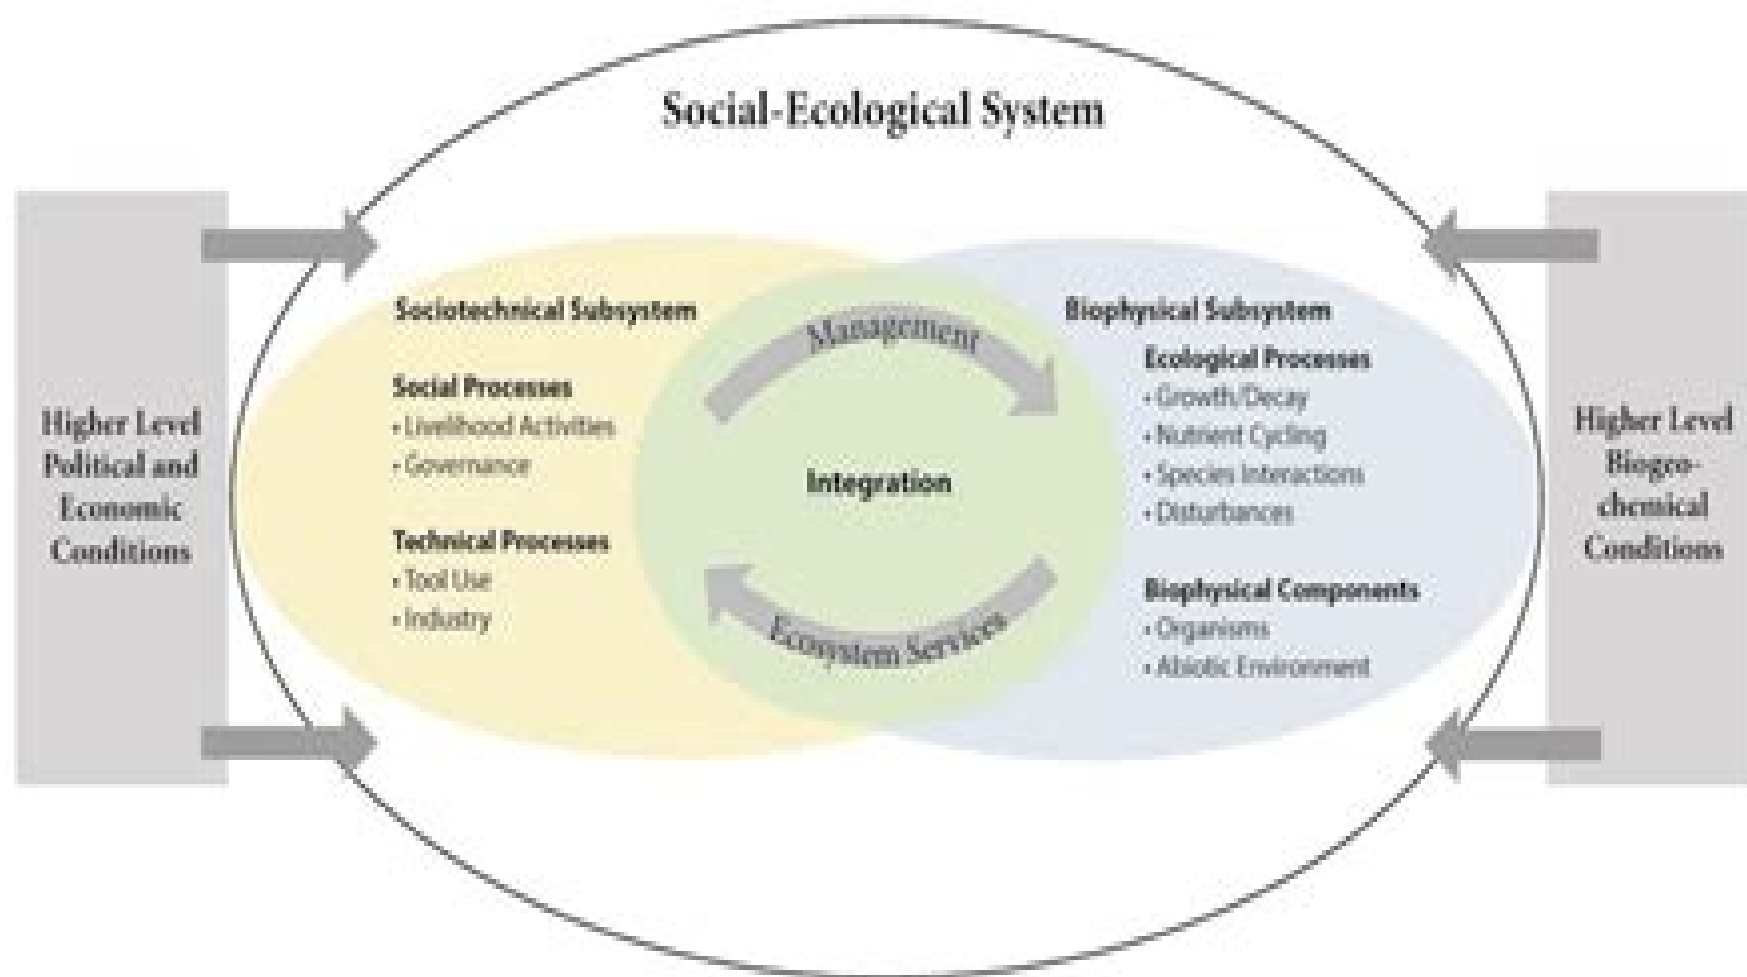 Social-Ecological System
Higher Level
Political and
Economic
Conditions
Sociotechnical Subsystem
Social Processes
• Livelihood Activities
• Governance
Technical Processes
• Tool Use
• Industry
Management
Integration
Ecosystem Services
Biophysical Subsystem
Ecological Processes
• Growth/Decay
• Nutrient Cycling
• Species Interactions
• Disturbances
Biophysical Components
• Organisms
• Abiotic Environment
Higher Level
Biogeo-
chemical
Conditions